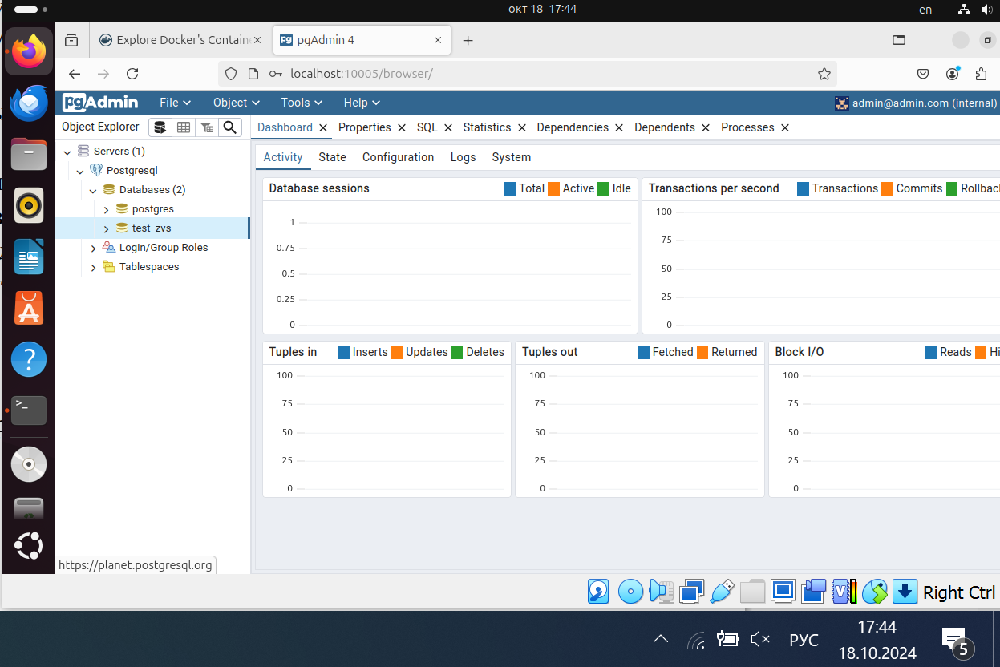 окт 18 17:44
en
Explore Docker's Contain
pgAdmin 4
localhost:10005/browser/
pgAdmin
File
Object
Tools
Help
admin@admin.com (internal)
Object Explorer
Dashboard
Properties
SQL
Statistics
Dependencies
Dependents
Processes
Servers (1)
Postgresql
Databases (2)
postgres
test_zvs
Login/Group Roles
Tablespaces
Activity
State
Configuration
Logs
System
Database sessions
Total
Active
Idle
1
0.75
0.5
0.25
0
Transactions per second
Transactions
Commits
Rollbac
100
75
50
25
0
Tuples in
Inserts
Updates
Deletes
100
75
50
25
0
Tuples out
Fetched
Returned
100
75
50
25
0
Block I/O
Reads
Hi
100
75
50
25
0
https://planet.postgresql.org
Right Ctrl
РУС
17:44
18.10.2024
5